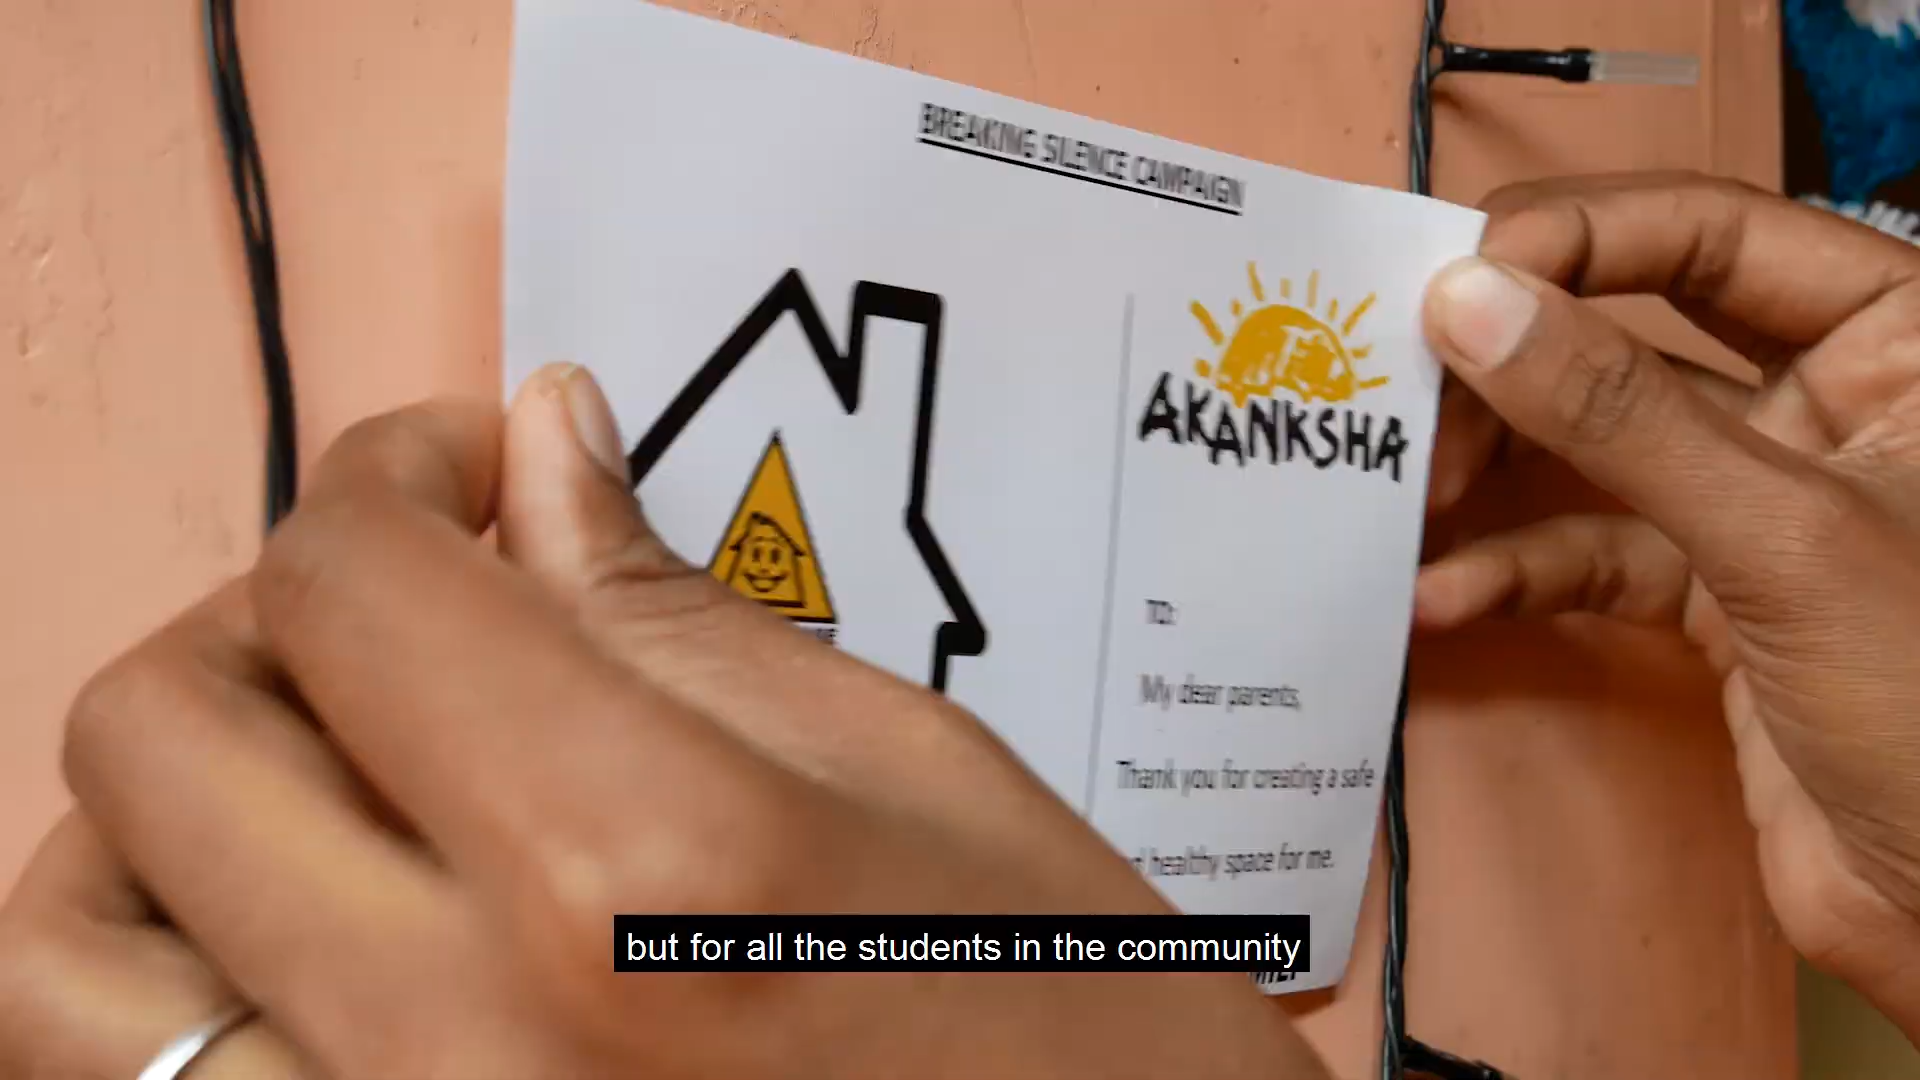 BREAKING SILENCE CAMPAIGN
AKANKSHA
TO:
My dear parents,
Thank you for creating a safe
healthy space for me.
but for all the students in the community